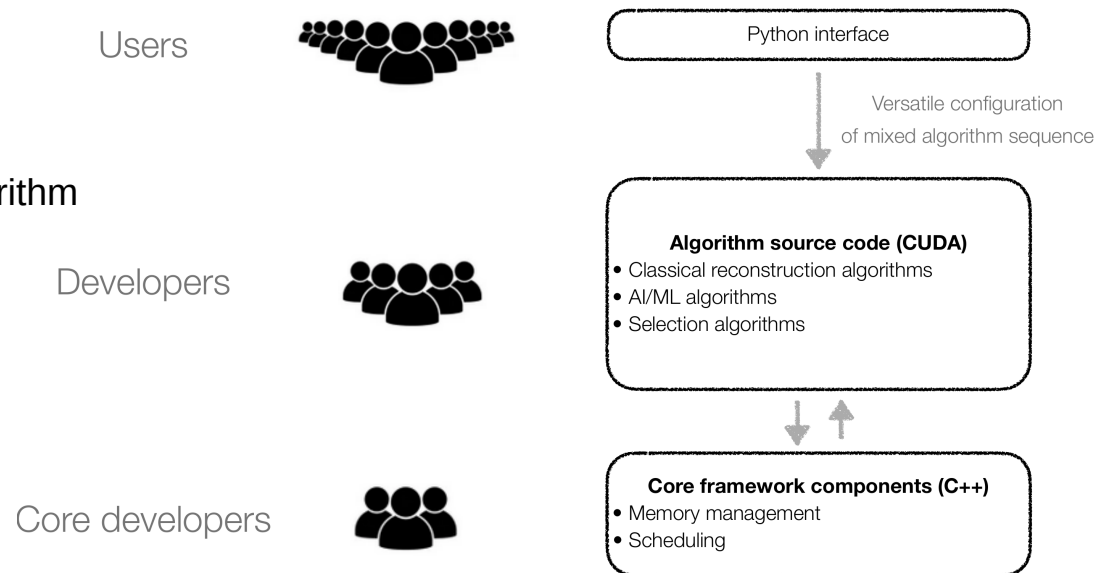 Users
Python interface
Versatile configuration
of mixed algorithm sequence
rithm
Developers
Algorithm source code (CUDA)
• Classical reconstruction algorithms
• AI/ML algorithms
• Selection algorithms
Core developers
Core framework components (C++)
• Memory management
• Scheduling